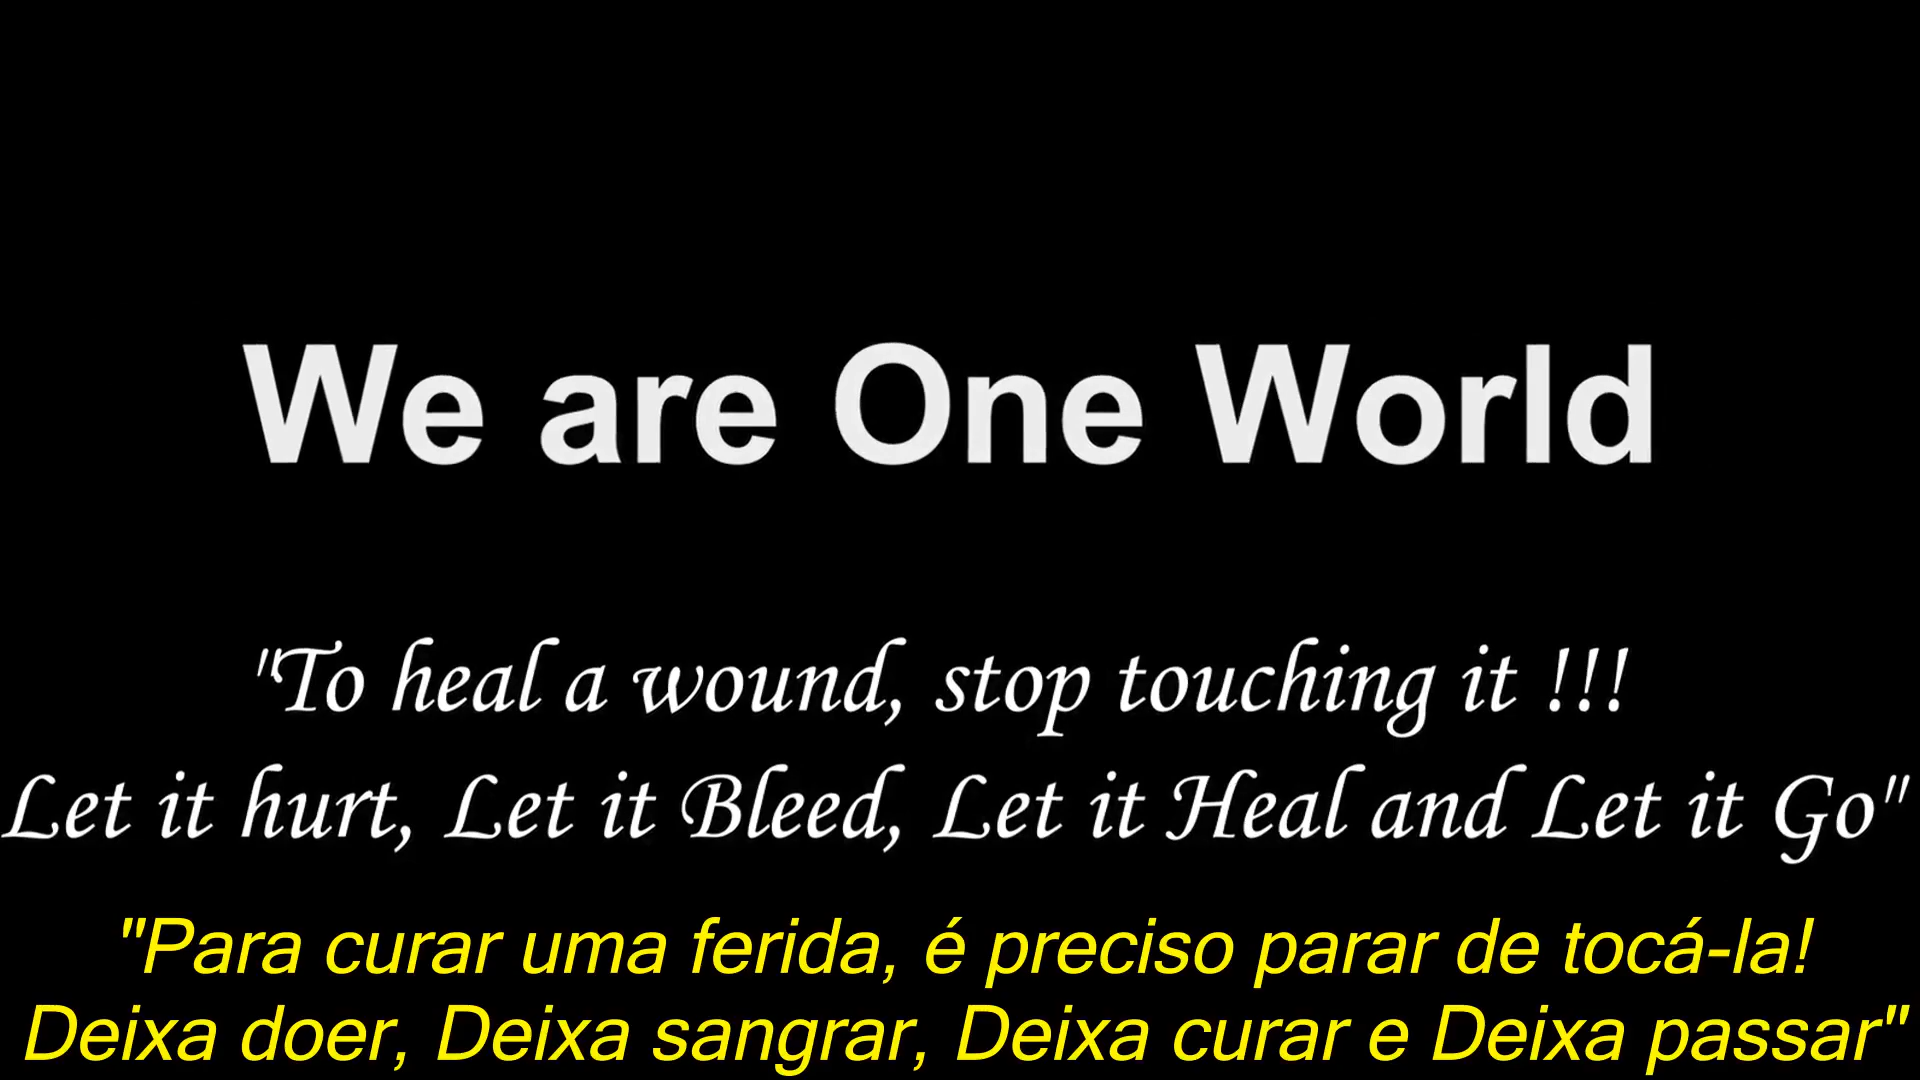 We are One World
"To heal a wound, stop touching it !!!
Let it hurt, Let it Bleed, Let it Heal and Let it Go"
"Para curar uma ferida, é preciso parar de tocá-la!
Deixa doer, Deixa sangrar, Deixa curar e Deixa passar"